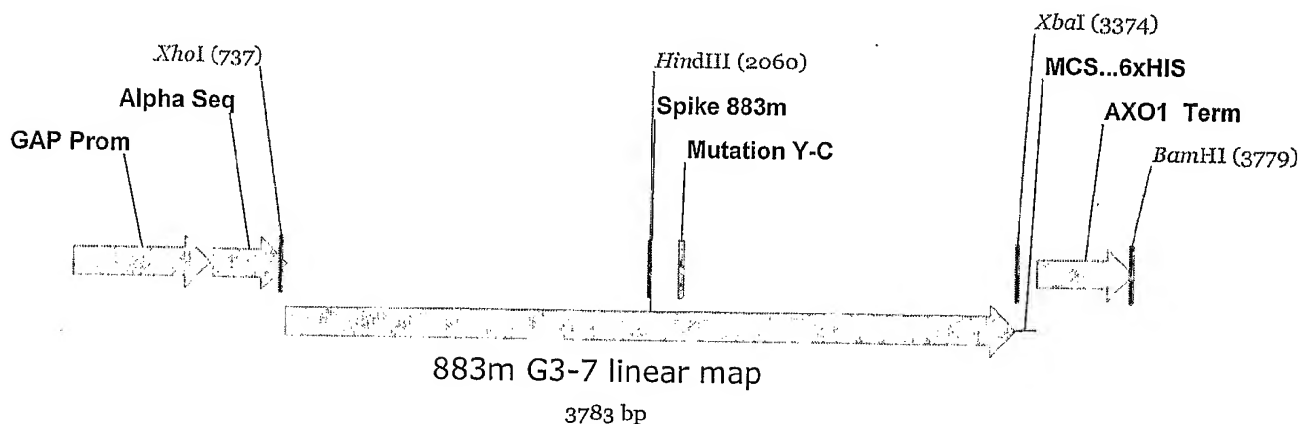 XbaI (3374)
XhoI (737)
HindIII (2060)
MCS...6xHIS
Alpha Seq
Spike 883m
AXO1 Term
GAP Prom
Mutation Y-C
BamHI (3779)
883m G3-7 linear map
3783 bp